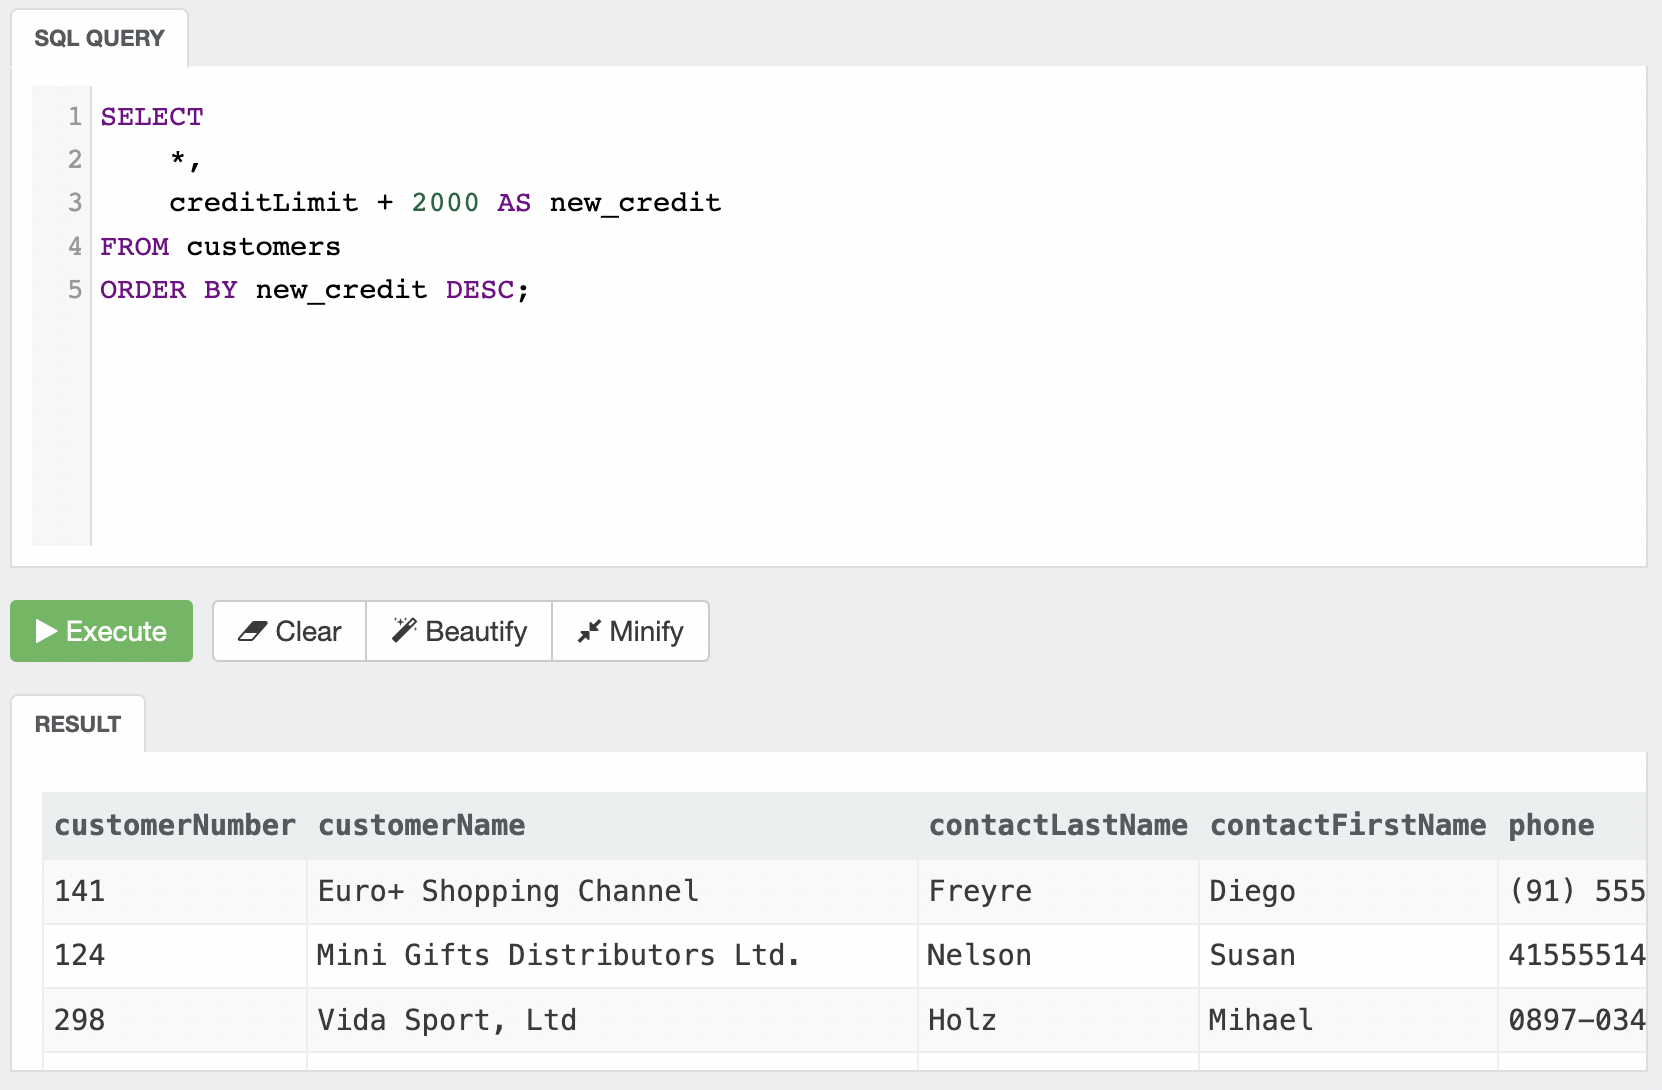 SQL QUERY
1 SELECT
2     *,
3     creditLimit + 2000 AS new_credit
4 FROM customers
5 ORDER BY new_credit DESC;
Execute Clear Beautify Minify
RESULT
customerNumber customerName contactLastName contactFirstName phone
141 Euro+ Shopping Channel Freyre Diego (91) 555
124 Mini Gifts Distributors Ltd. Nelson Susan 41555514
298 Vida Sport, Ltd Holz Mihael 0897-034